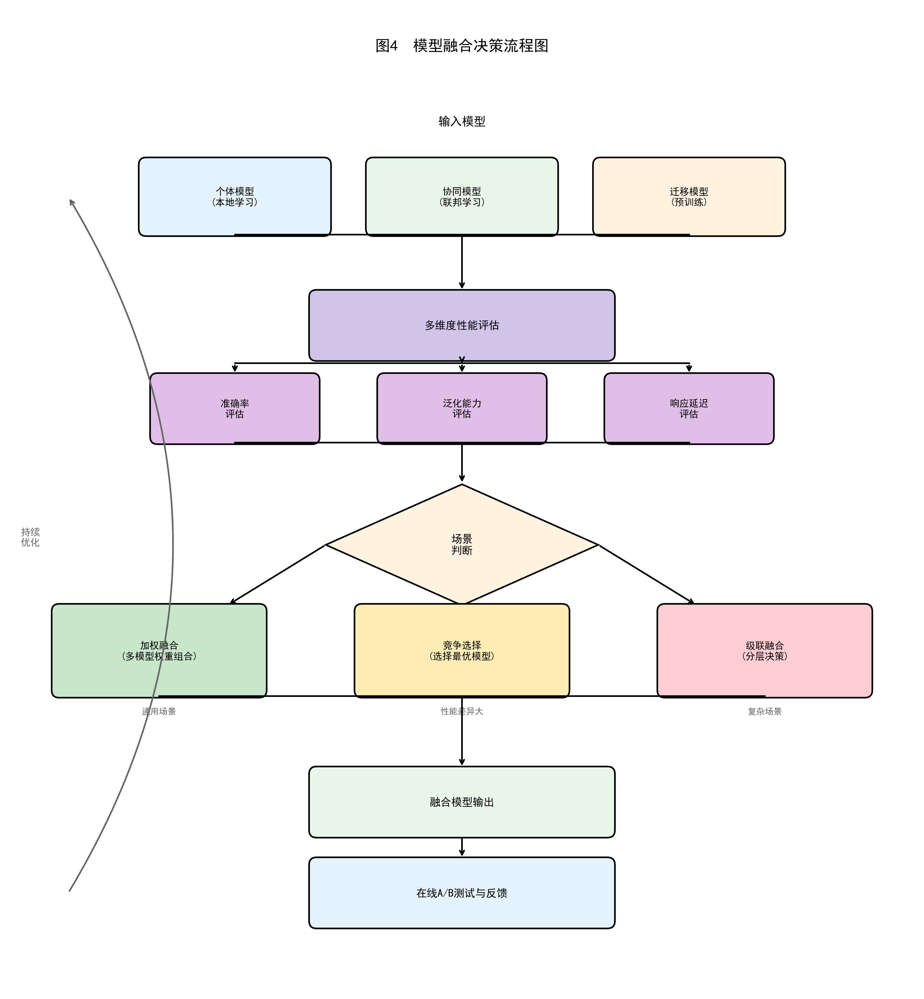 图4  模型融合决策流程图
输入模型
个体模型
（本地学习）
协同模型
（联邦学习）
迁移模型
（预训练）
多维度性能评估
准确率
评估
泛化能力
评估
响应延迟
评估
场景
判断
持续
优化
加权融合
（多模型权重组合）
竞争选择
（选择最优模型）
级联融合
（分层决策）
通用场景
性能差异大
复杂场景
融合模型输出
在线A/B测试与反馈